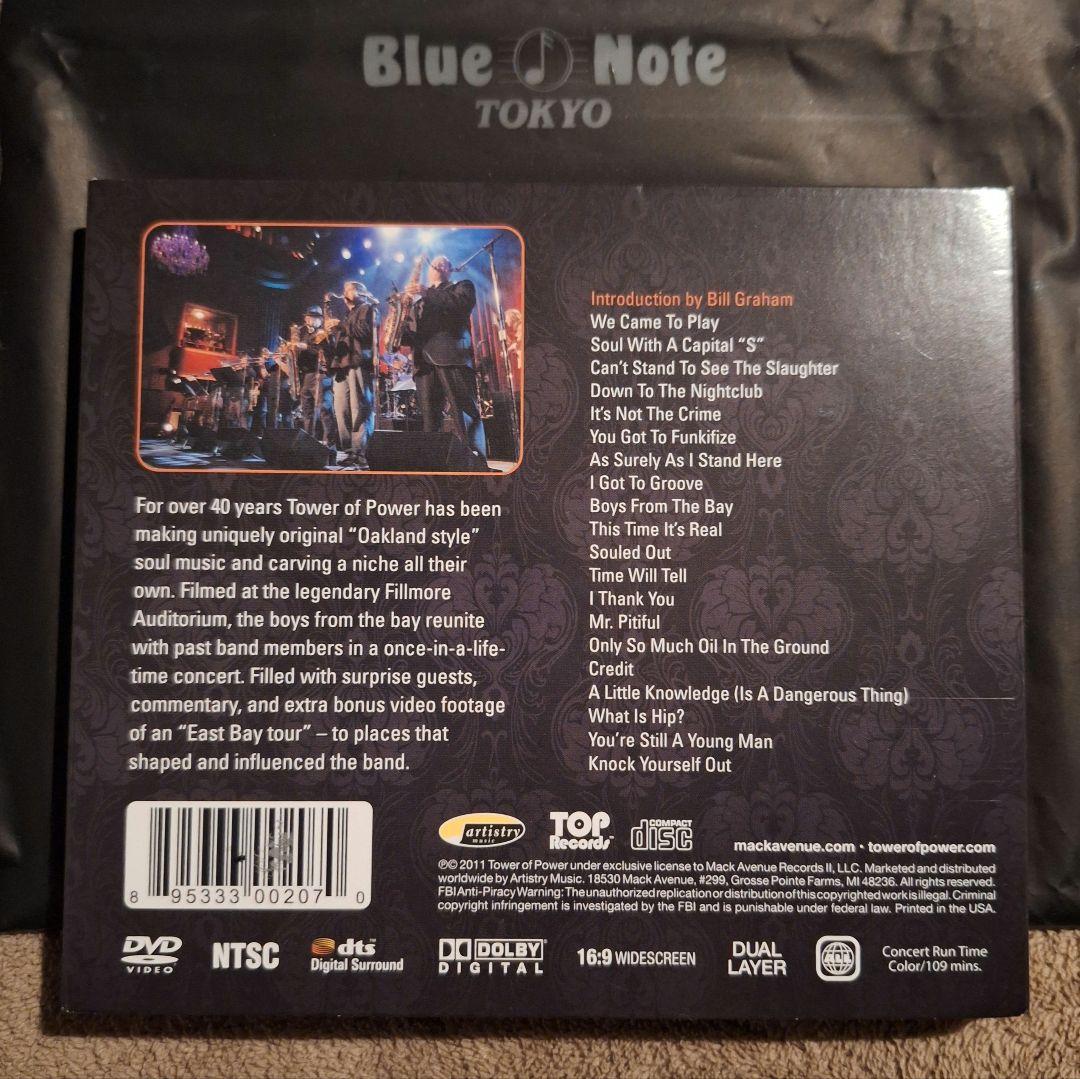 Blue Note
TOKYO
Introduction by Bill Graham
We Came To Play
Soul With A Capital “S”
Can’t Stand To See The Slaughter
Down To The Nightclub
It’s Not The Crime
You Got To Funkifize
As Surely As I Stand Here
I Got To Groove
Boys From The Bay
This Time It’s Real
Souled Out
Time Will Tell
I Thank You
Mr. Pitiful
Only So Much Oil In The Ground
Credit
A Little Knowledge (Is A Dangerous Thing)
What Is Hip?
You’re Still A Young Man
Knock Yourself Out
For over 40 years Tower of Power has been
making uniquely original “Oakland style”
soul music and carving a niche all their
own. Filmed at the legendary Fillmore
Auditorium, the boys from the bay reunite
with past band members in a once-in-a-life-
time concert. Filled with surprise guests,
commentary, and extra bonus video footage
of an “East Bay tour” – to places that
shaped and influenced the band.
8 95333 00207 0
artistry
music
TOP
Records
COMPACT
disc
mackavenue.com • towerofpower.com
℗© 2011 Tower of Power under exclusive license to Mack Avenue Records II, LLC. Marketed and distributed
worldwide by Artistry Music. 18530 Mack Avenue, #299, Grosse Pointe Farms, MI 48236. All rights reserved.
FBI Anti-Piracy Warning: The unauthorized replication or distribution of this copyrighted work is illegal. Criminal
copyright infringement is investigated by the FBI and is punishable under federal law. Printed in the USA.
DVD
VIDEO
NTSC
dts
Digital Surround
DOLBY
DIGITAL
16:9 WIDESCREEN
DUAL
LAYER
ALL
Concert Run Time
Color/109 mins.